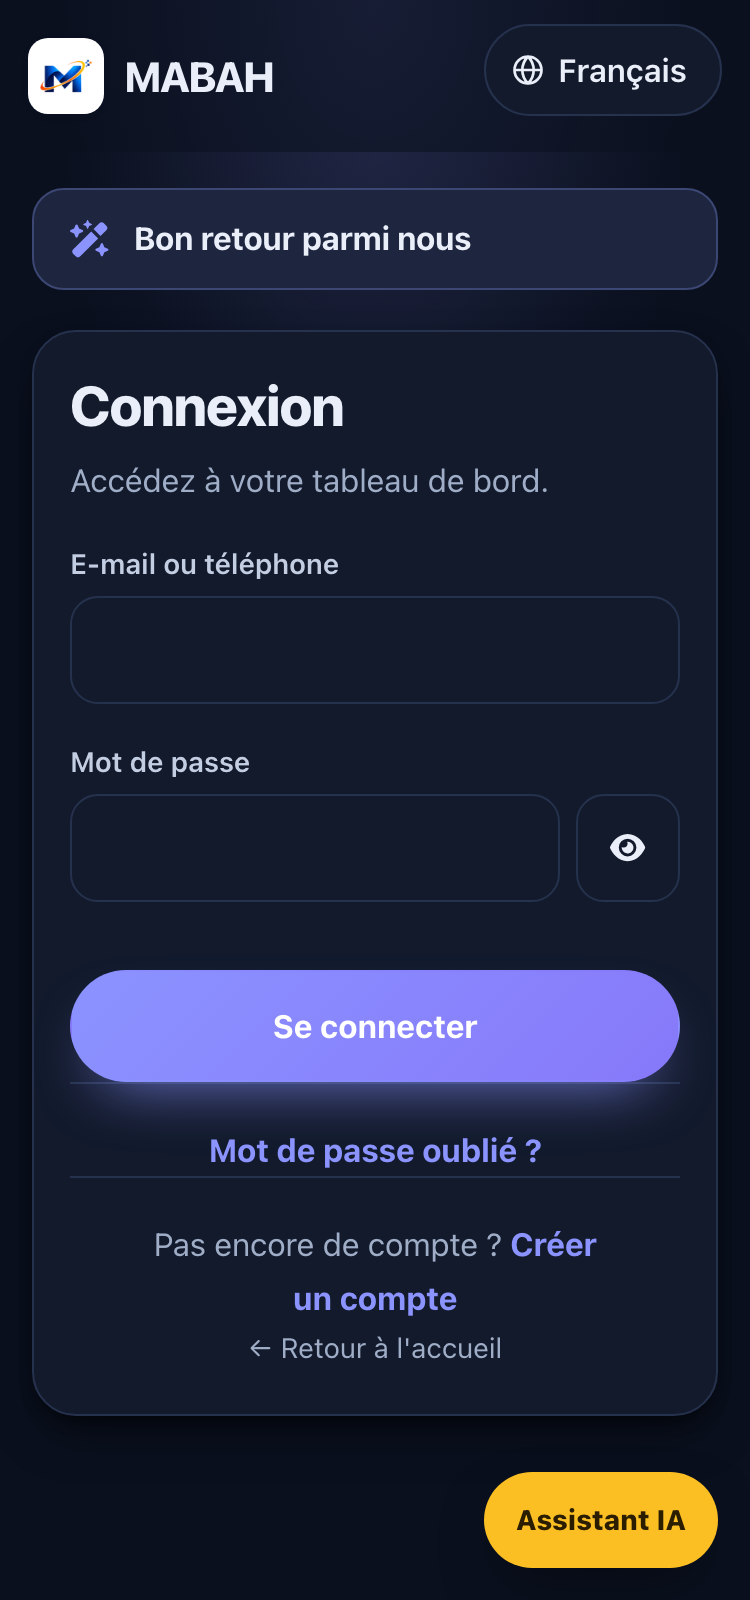 MABAH
Français
Bon retour parmi nous
Connexion
Accédez à votre tableau de bord.
E-mail ou téléphone
Mot de passe
Se connecter
Mot de passe oublié ?
Pas encore de compte ? Créer
un compte
← Retour à l'accueil
Assistant IA